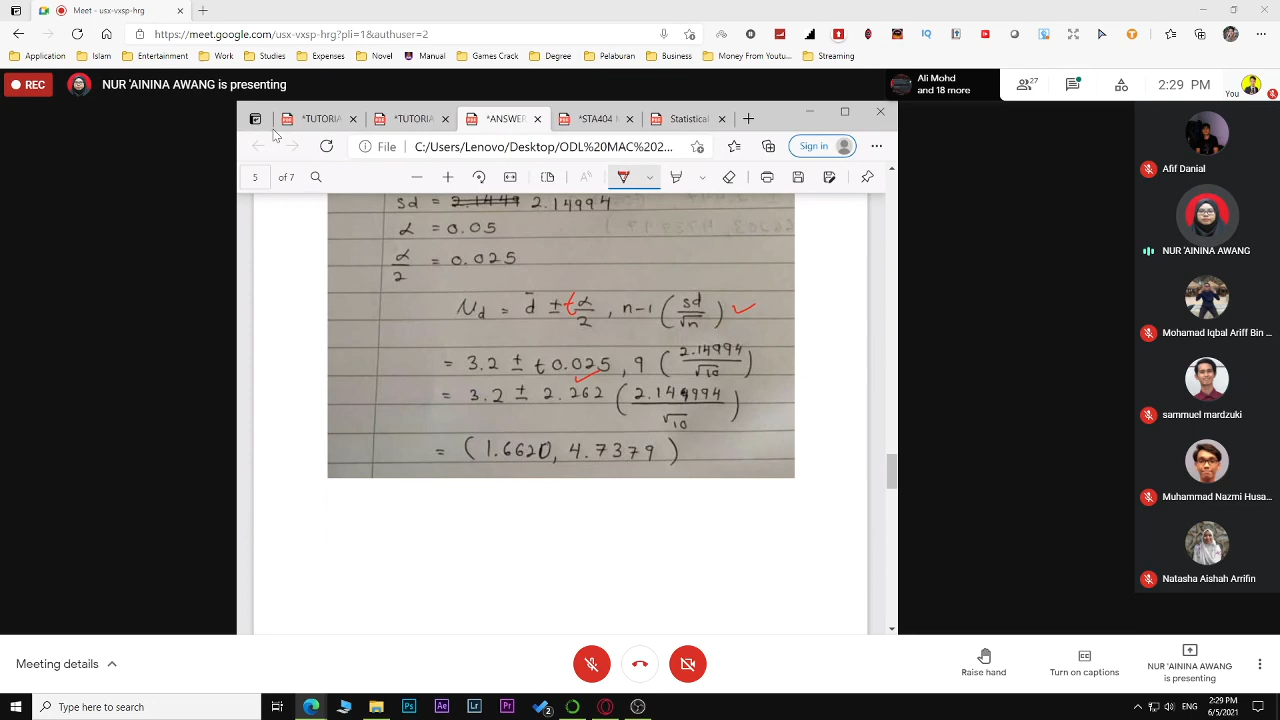 Meet - usx-vxsp-hrg
https://meet.google.com/usx-vxsp-hrg?pli=1&authuser=2
Games Anime Entertainment Work Studies Youtube Novel Manual Games Crack Degree Pelaburan Business Money From Youtu... Streaming
REC NUR 'AININA AWANG is presenting
Ali Mohd
and 18 more
27
2:29 PM
You
*TUTORIA *TUTORIA *ANSWER *STA404 M Statistical
File C:/Users/Lenovo/Desktop/ODL%20MAC%202... Sign in
5 of 7
sd = 2.1449 2.14994
α = 0.05
α/2 = 0.025
μd = d̄ ± t α/2 , n-1 ( sd/√n )
= 3.2 ± t 0.025 , 9 ( 2.14994/√10 )
= 3.2 ± 2.262 ( 2.149994/√10 )
= ( 1.6620, 4.7379 )
Afif Danial
NUR 'AININA AWANG
Mohamad Iqbal Ariff Bin ...
sammuel mardzuki
Muhammad Nazmi Husa...
Natasha Aishah Arrifin
Meeting details
Raise hand
Turn on captions
NUR 'AININA AWANG
is presenting
Type here to search
2:29 PM
6/5/2021